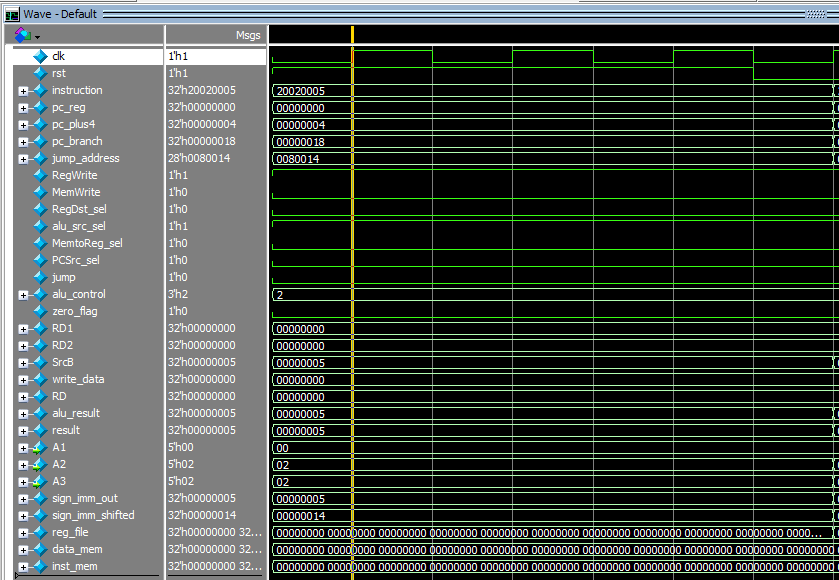 Wave - Default
Msgs
clk 1'h1
rst 1'h1
instruction 32'h20020005 20020005
pc_reg 32'h00000000 00000000
pc_plus4 32'h00000004 00000004
pc_branch 32'h00000018 00000018
jump_address 28'h0080014 0080014
RegWrite 1'h1
MemWrite 1'h0
RegDst_sel 1'h0
alu_src_sel 1'h1
MemtoReg_sel 1'h0
PCSrc_sel 1'h0
jump 1'h0
alu_control 3'h2 2
zero_flag 1'h0
RD1 32'h00000000 00000000
RD2 32'h00000000 00000000
SrcB 32'h00000005 00000005
write_data 32'h00000000 00000000
RD 32'h00000000 00000000
alu_result 32'h00000005 00000005
result 32'h00000005 00000005
A1 5'h00 00
A2 5'h02 02
A3 5'h02 02
sign_imm_out 32'h00000005 00000005
sign_imm_shifted 32'h00000014 00000014
reg_file 32'h00000000 32... 00000000 00000000 00000000 00000000 00000000 00000000 00000000 00000000 00000000 00000000 0000...
data_mem 32'h00000000 32... 00000000 00000000 00000000 00000000 00000000 00000000 00000000 00000000 00000000 00000000 00000000
inst_mem 32'h00000000 32... 00000000 00000000 00000000 00000000 00000000 00000000 00000000 00000000 00000000 00000000 00000000